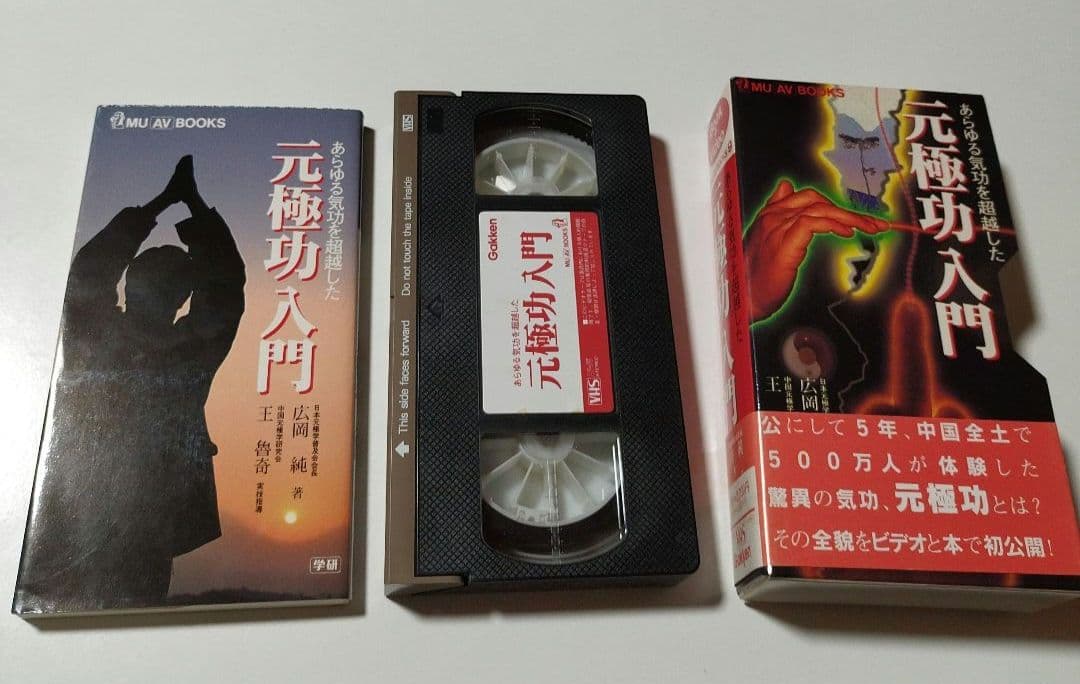 MU AV BOOKS
あらゆる気功を超越した
元極功入門
日本元極学普及会会長
広岡 純 著
中国元極学研究会
王 魯奇 実技指導
学研
VHS
Do not touch the tape inside
This side faces forward
Gakken
あらゆる気功を超越した
元極功入門
MU AV BOOKS
VHS
MU AV BOOKS
あらゆる気功を超越した
元極功入門
広岡
王
公にして5年、中国全土で
500万人が体験した
驚異の気功、元極功とは?
その全貌をビデオと本で初公開!